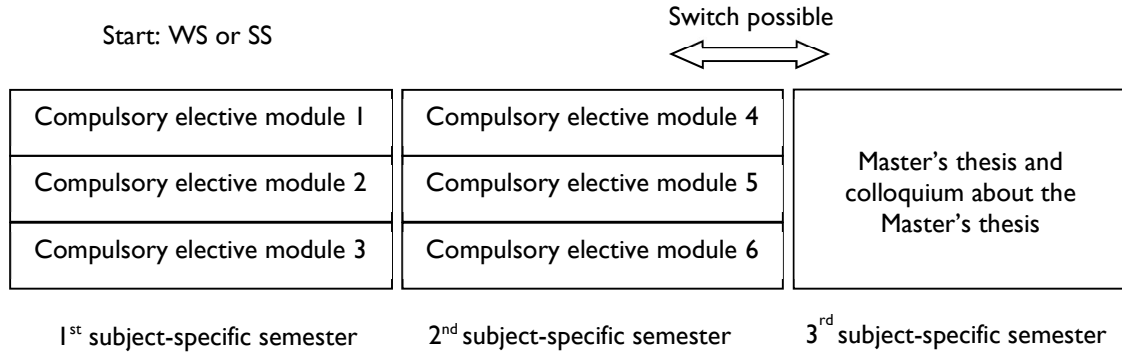 Start: WS or SS
Switch possible
Compulsory elective module 1
Compulsory elective module 2
Compulsory elective module 3
Compulsory elective module 4
Compulsory elective module 5
Compulsory elective module 6
Master's thesis and
colloquium about the
Master's thesis
1st subject-specific semester
2nd subject-specific semester
3rd subject-specific semester